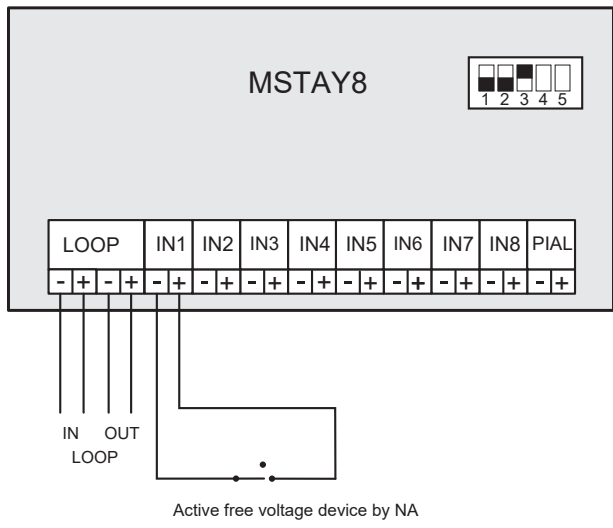 MSTAY8
1 2 3 4 5
LOOP IN1 IN2 IN3 IN4 IN5 IN6 IN7 IN8 PIAL
- + - + - + - + - + - + - + - + - + - + - +
IN OUT
LOOP
Active free voltage device by NA